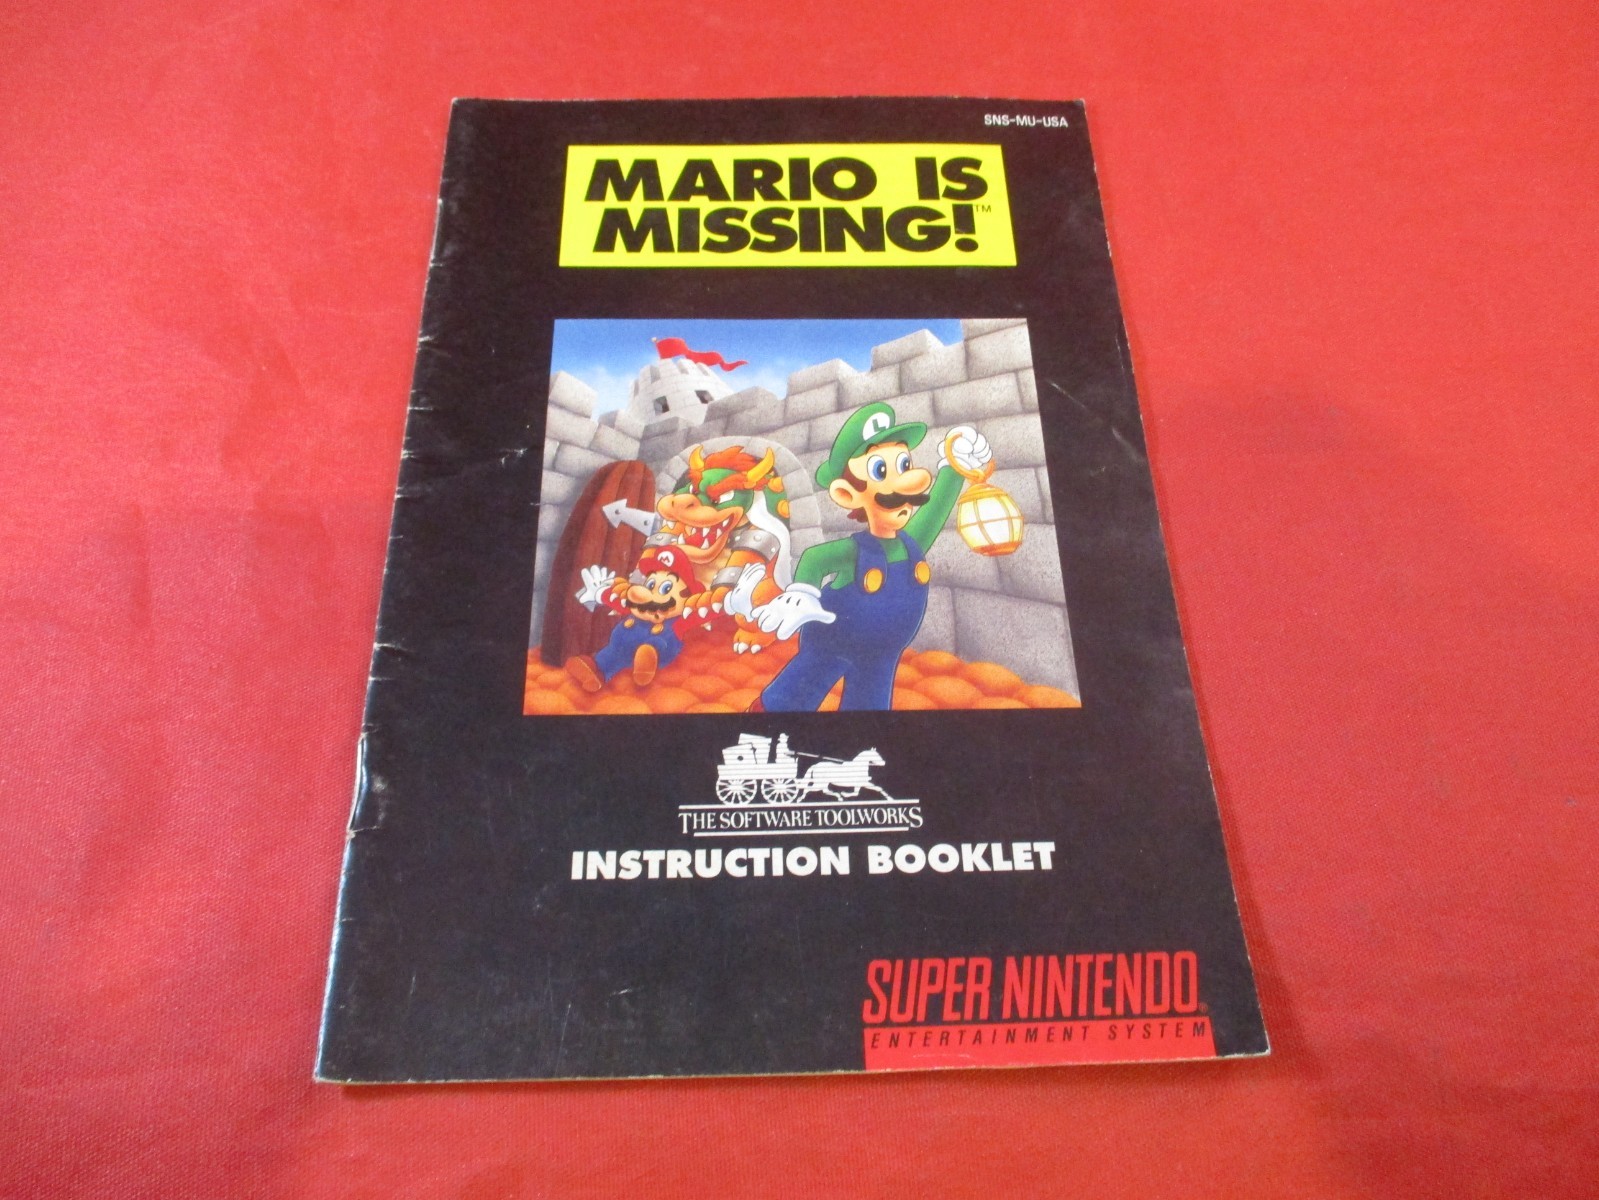 SNS-MU-USA
MARIO IS
MISSING!™
L
M
THE SOFTWARE TOOLWORKS
INSTRUCTION BOOKLET
SUPER NINTENDO®
ENTERTAINMENT SYSTEM